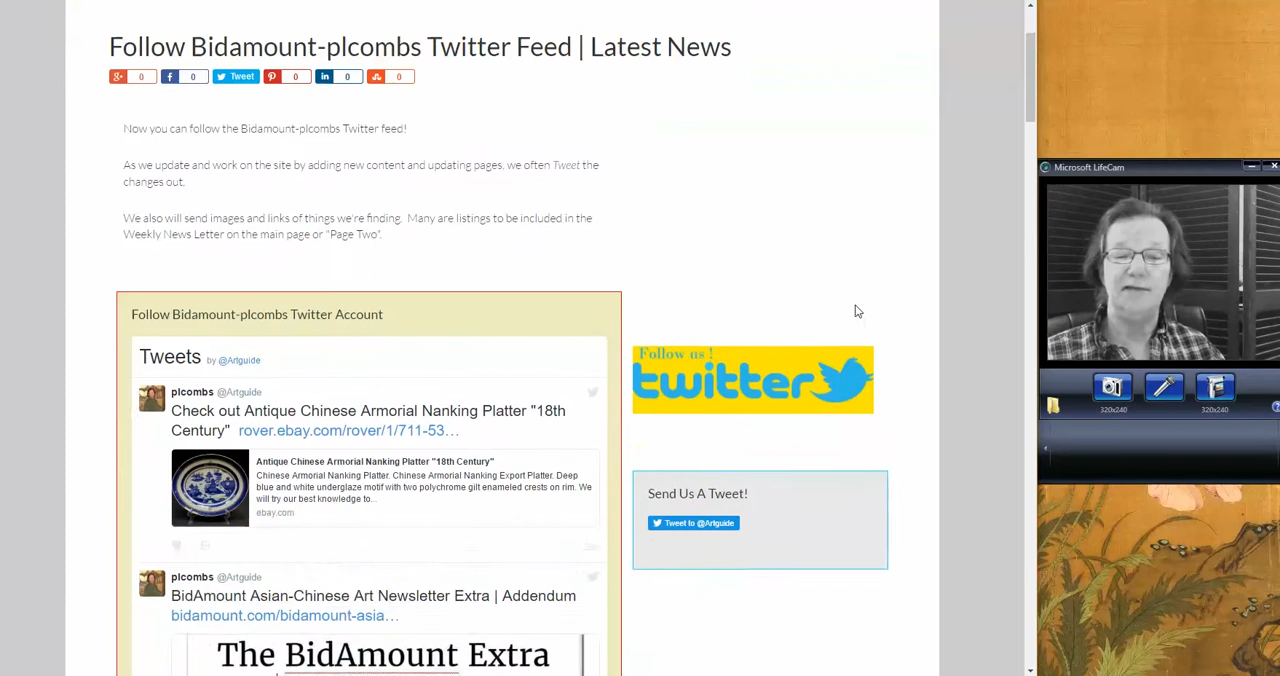 Follow Bidamount-plcombs Twitter Feed | Latest News
0
0
Tweet
0
0
0
Now you can follow the Bidamount-plcombs Twitter feed!
As we update and work on the site by adding new content and updating pages, we often Tweet the
changes out.
We also will send images and links of things we're finding. Many are listings to be included in the
Weekly News Letter on the main page or "Page Two".
Follow Bidamount-plcombs Twitter Account
Tweets by @Artguide
plcombs @Artguide
Check out Antique Chinese Armorial Nanking Platter "18th
Century" rover.ebay.com/rover/1/711-53…
Antique Chinese Armorial Nanking Platter "18th Century"
Chinese Armorial Nanking Platter. Chinese Armorial Nanking Export Platter. Deep
blue and white underglaze motif with two polychrome gilt enameled crests on rim. We
will try our best knowledge to...
ebay.com
plcombs @Artguide
BidAmount Asian-Chinese Art Newsletter Extra | Addendum
bidamount.com/bidamount-asia…
The BidAmount Extra
Follow us !
twitter
Send Us A Tweet!
Tweet to @Artguide
Microsoft LifeCam
320x240
320x240